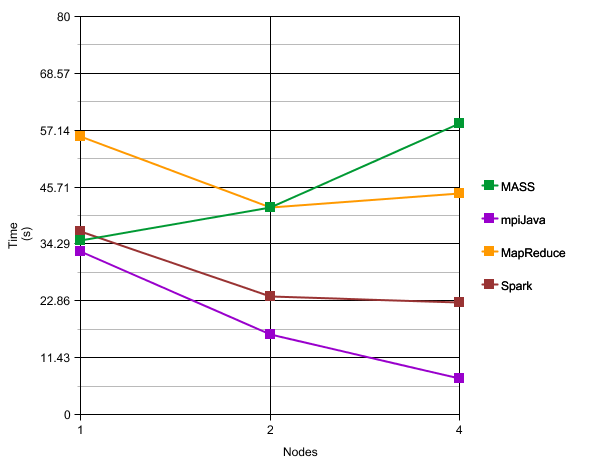 80
68.57
57.14
45.71
34.29
22.86
11.43
0
Time
(s)
1
2
4
Nodes
MASS
mpiJava
MapReduce
Spark